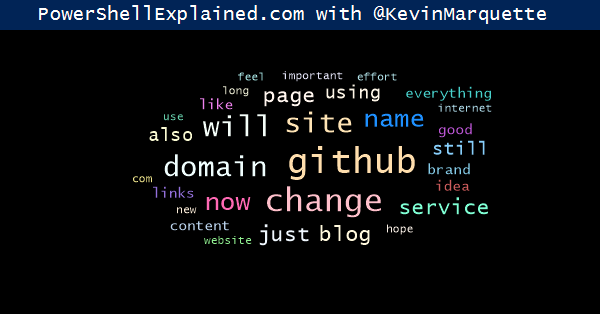 PowerShellExplained.com with @KevinMarquette
feel important effort
long page using everything
like internet
use will site name good
also still
domain github brand
com idea
links now change service
new
content just blog hope
website